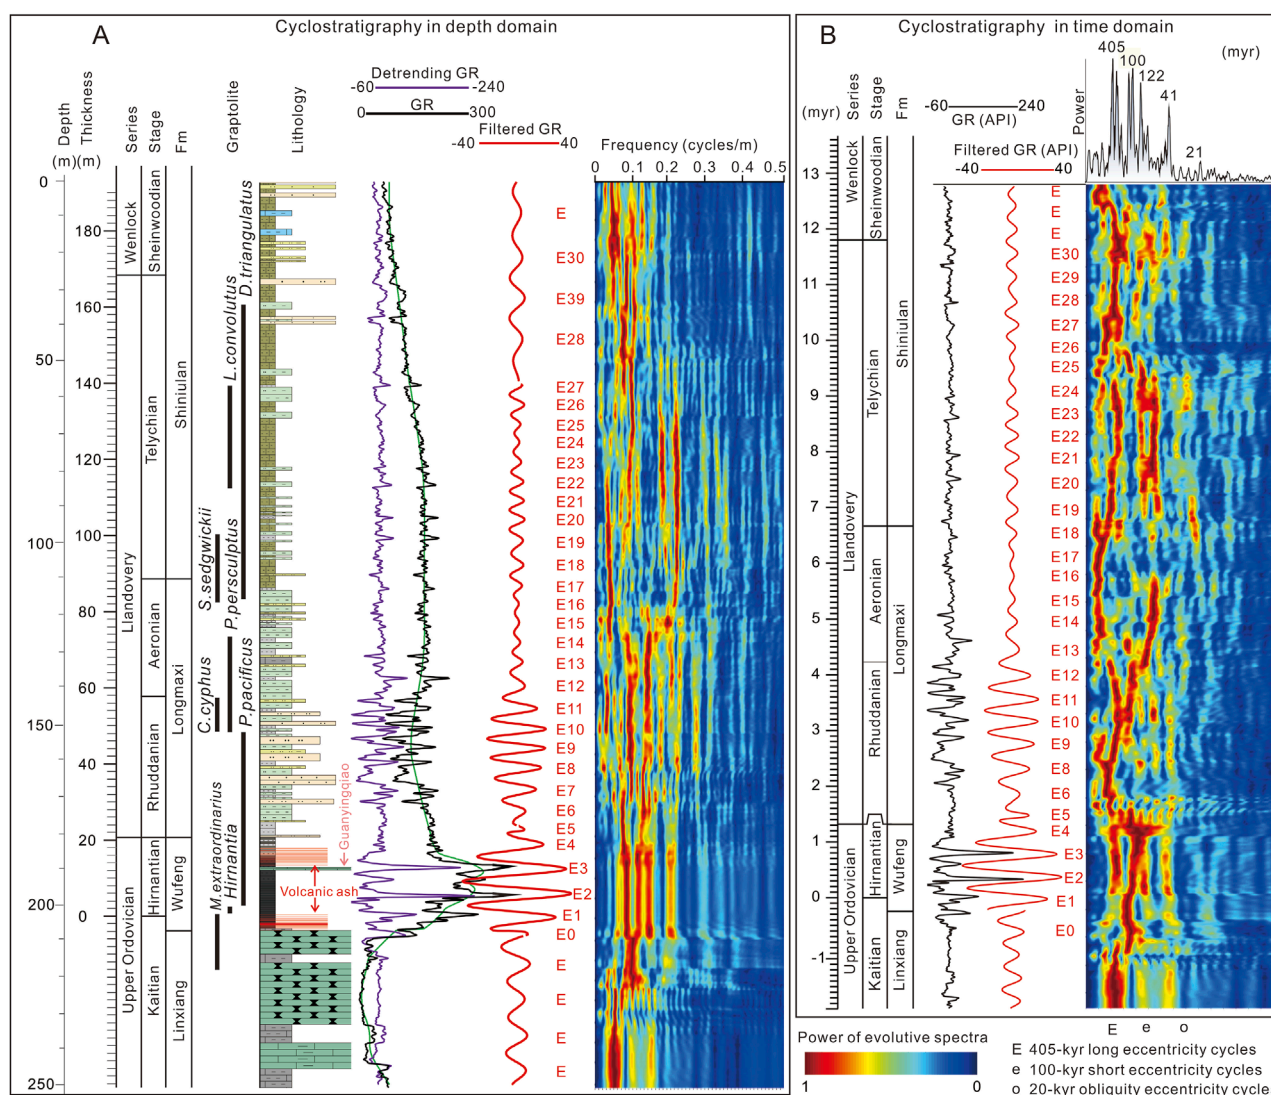 A
Cyclostratigraphy in depth domain
Depth
(m)
Thickness
(m)
Series
Stage
Fm
Graptolite
Lithology
Detrending GR
-60
-240
GR
0
300
Filtered GR
-40
40
Frequency (cycles/m)
0
0.1
0.2
0.3
0.4
0.5
0
50
100
150
200
250
180
160
140
120
100
80
60
40
20
0
Wenlock
Llandovery
Upper Ordovician
Sheinwoodian
Telychian
Aeronian
Rhuddanian
Hirnantian
Kaitian
Shiniulan
Longmaxi
Wufeng
Linxiang
D.triangulatus
L.convolutus
S.sedgwickii
P.persculptus
C.cyphus
P.pacificus
M.extraordinarius
Hirnantia
Guanyingqiao
Volcanic ash
E
E30
E39
E28
E27
E26
E25
E24
E23
E22
E21
E20
E19
E18
E17
E16
E15
E14
E13
E12
E11
E10
E9
E8
E7
E6
E5
E4
E3
E2
E1
E0
E
E
E
E
B
Cyclostratigraphy in time domain
(myr)
Series
Stage
Fm
-60
240
GR (API)
Filtered GR (API)
-40
40
Power
405
100
122
41
21
(myr)
13
12
11
10
9
8
7
6
5
4
3
2
1
0
-1
Wenlock
Llandovery
Upper Ordovician
Sheinwoodian
Telychian
Aeronian
Rhuddanian
Hirnantian
Kaitian
Shiniulan
Longmaxi
Wufeng
Linxiang
E
E
E
E30
E29
E28
E27
E26
E25
E24
E23
E22
E21
E20
E19
E18
E17
E16
E15
E14
E13
E12
E11
E10
E9
E8
E6
E5
E4
E3
E2
E1
E0
E e o
Power of evolutive spectra
1
0
E 405-kyr long eccentricity cycles
e 100-kyr short eccentricity cycles
o 20-kyr obliquity eccentricity cycles